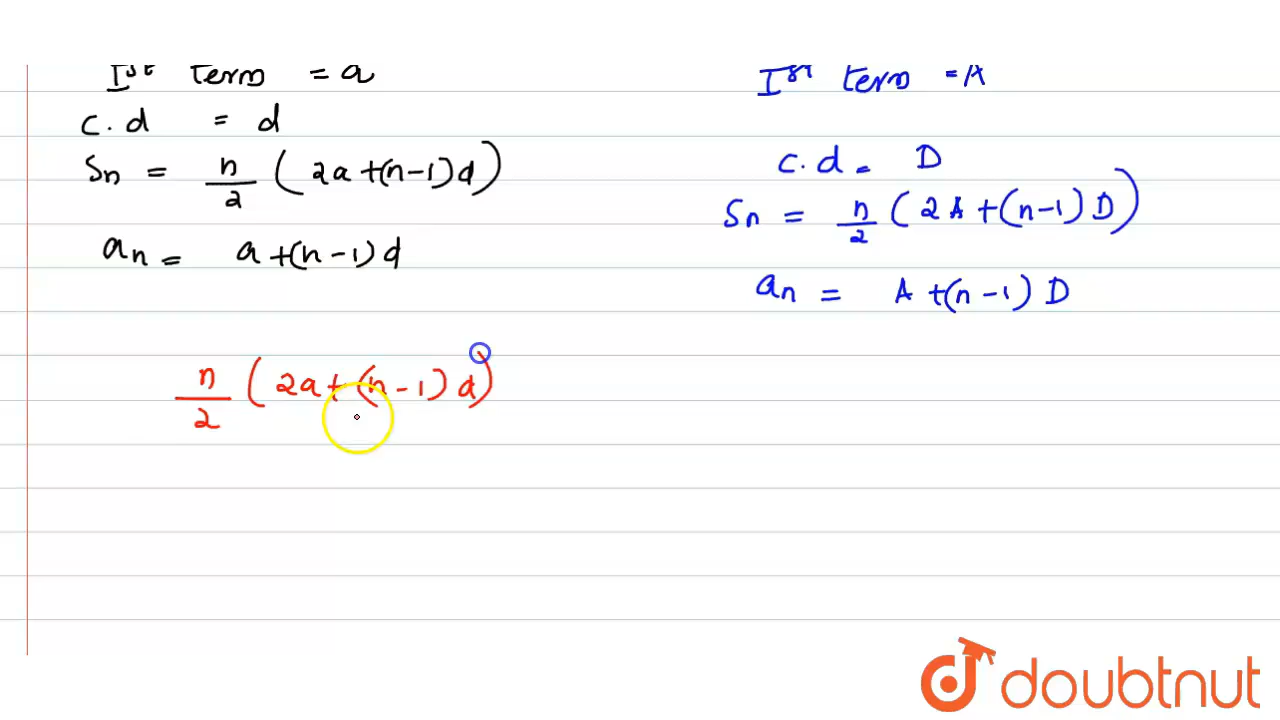 Ist term = a
c.d = d
Sn = n/2 (2a+(n-1)d)
an = a+(n-1)d
Ist term = A
c.d = D
Sn = n/2 (2A+(n-1)D)
an = A+(n-1)D
n/2 (2a+(n-1)d)
doubtnut